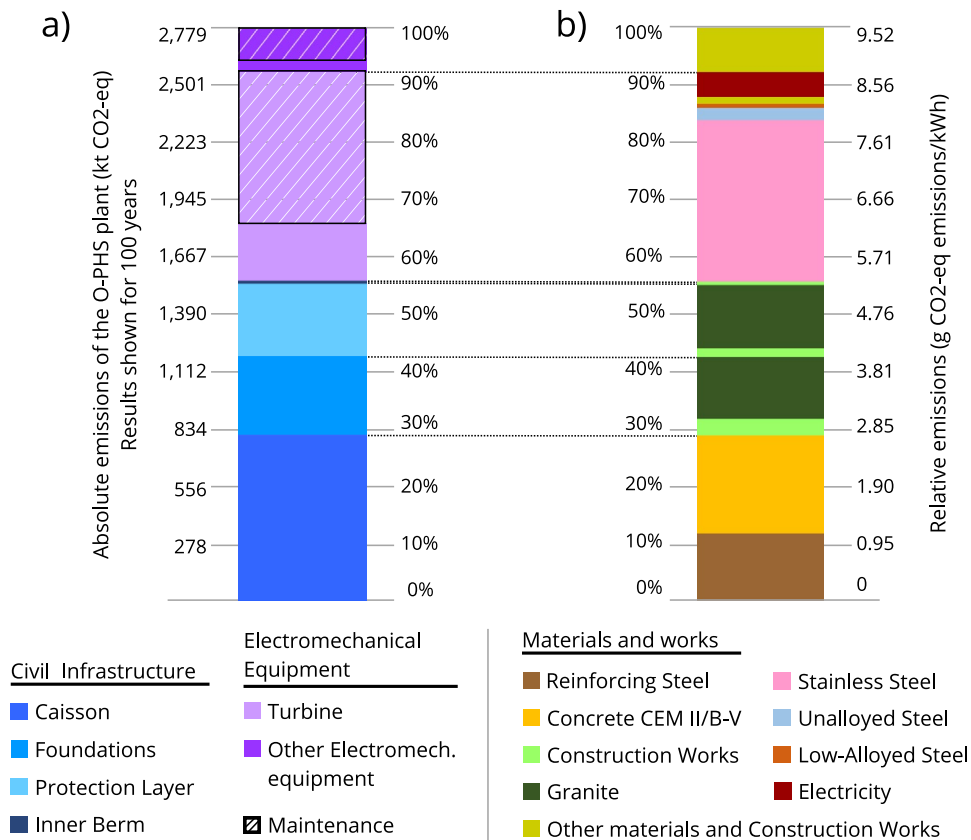 a)
Absolute emissions of the O-PHS plant (kt CO2-eq)
Results shown for 100 years
2,779
2,501
2,223
1,945
1,667
1,390
1,112
834
556
278
100%
90%
80%
70%
60%
50%
40%
30%
20%
10%
0%
b)
100%
90%
80%
70%
60%
50%
40%
30%
20%
10%
0%
9.52
8.56
7.61
6.66
5.71
4.76
3.81
2.85
1.90
0.95
0
Relative emissions (g CO2-eq emissions/kWh)
Civil Infrastructure
Caisson
Foundations
Protection Layer
Inner Berm
Electromechanical
Equipment
Turbine
Other Electromech.
equipment
Maintenance
Materials and works
Reinforcing Steel
Concrete CEM II/B-V
Construction Works
Granite
Stainless Steel
Unalloyed Steel
Low-Alloyed Steel
Electricity
Other materials and Construction Works